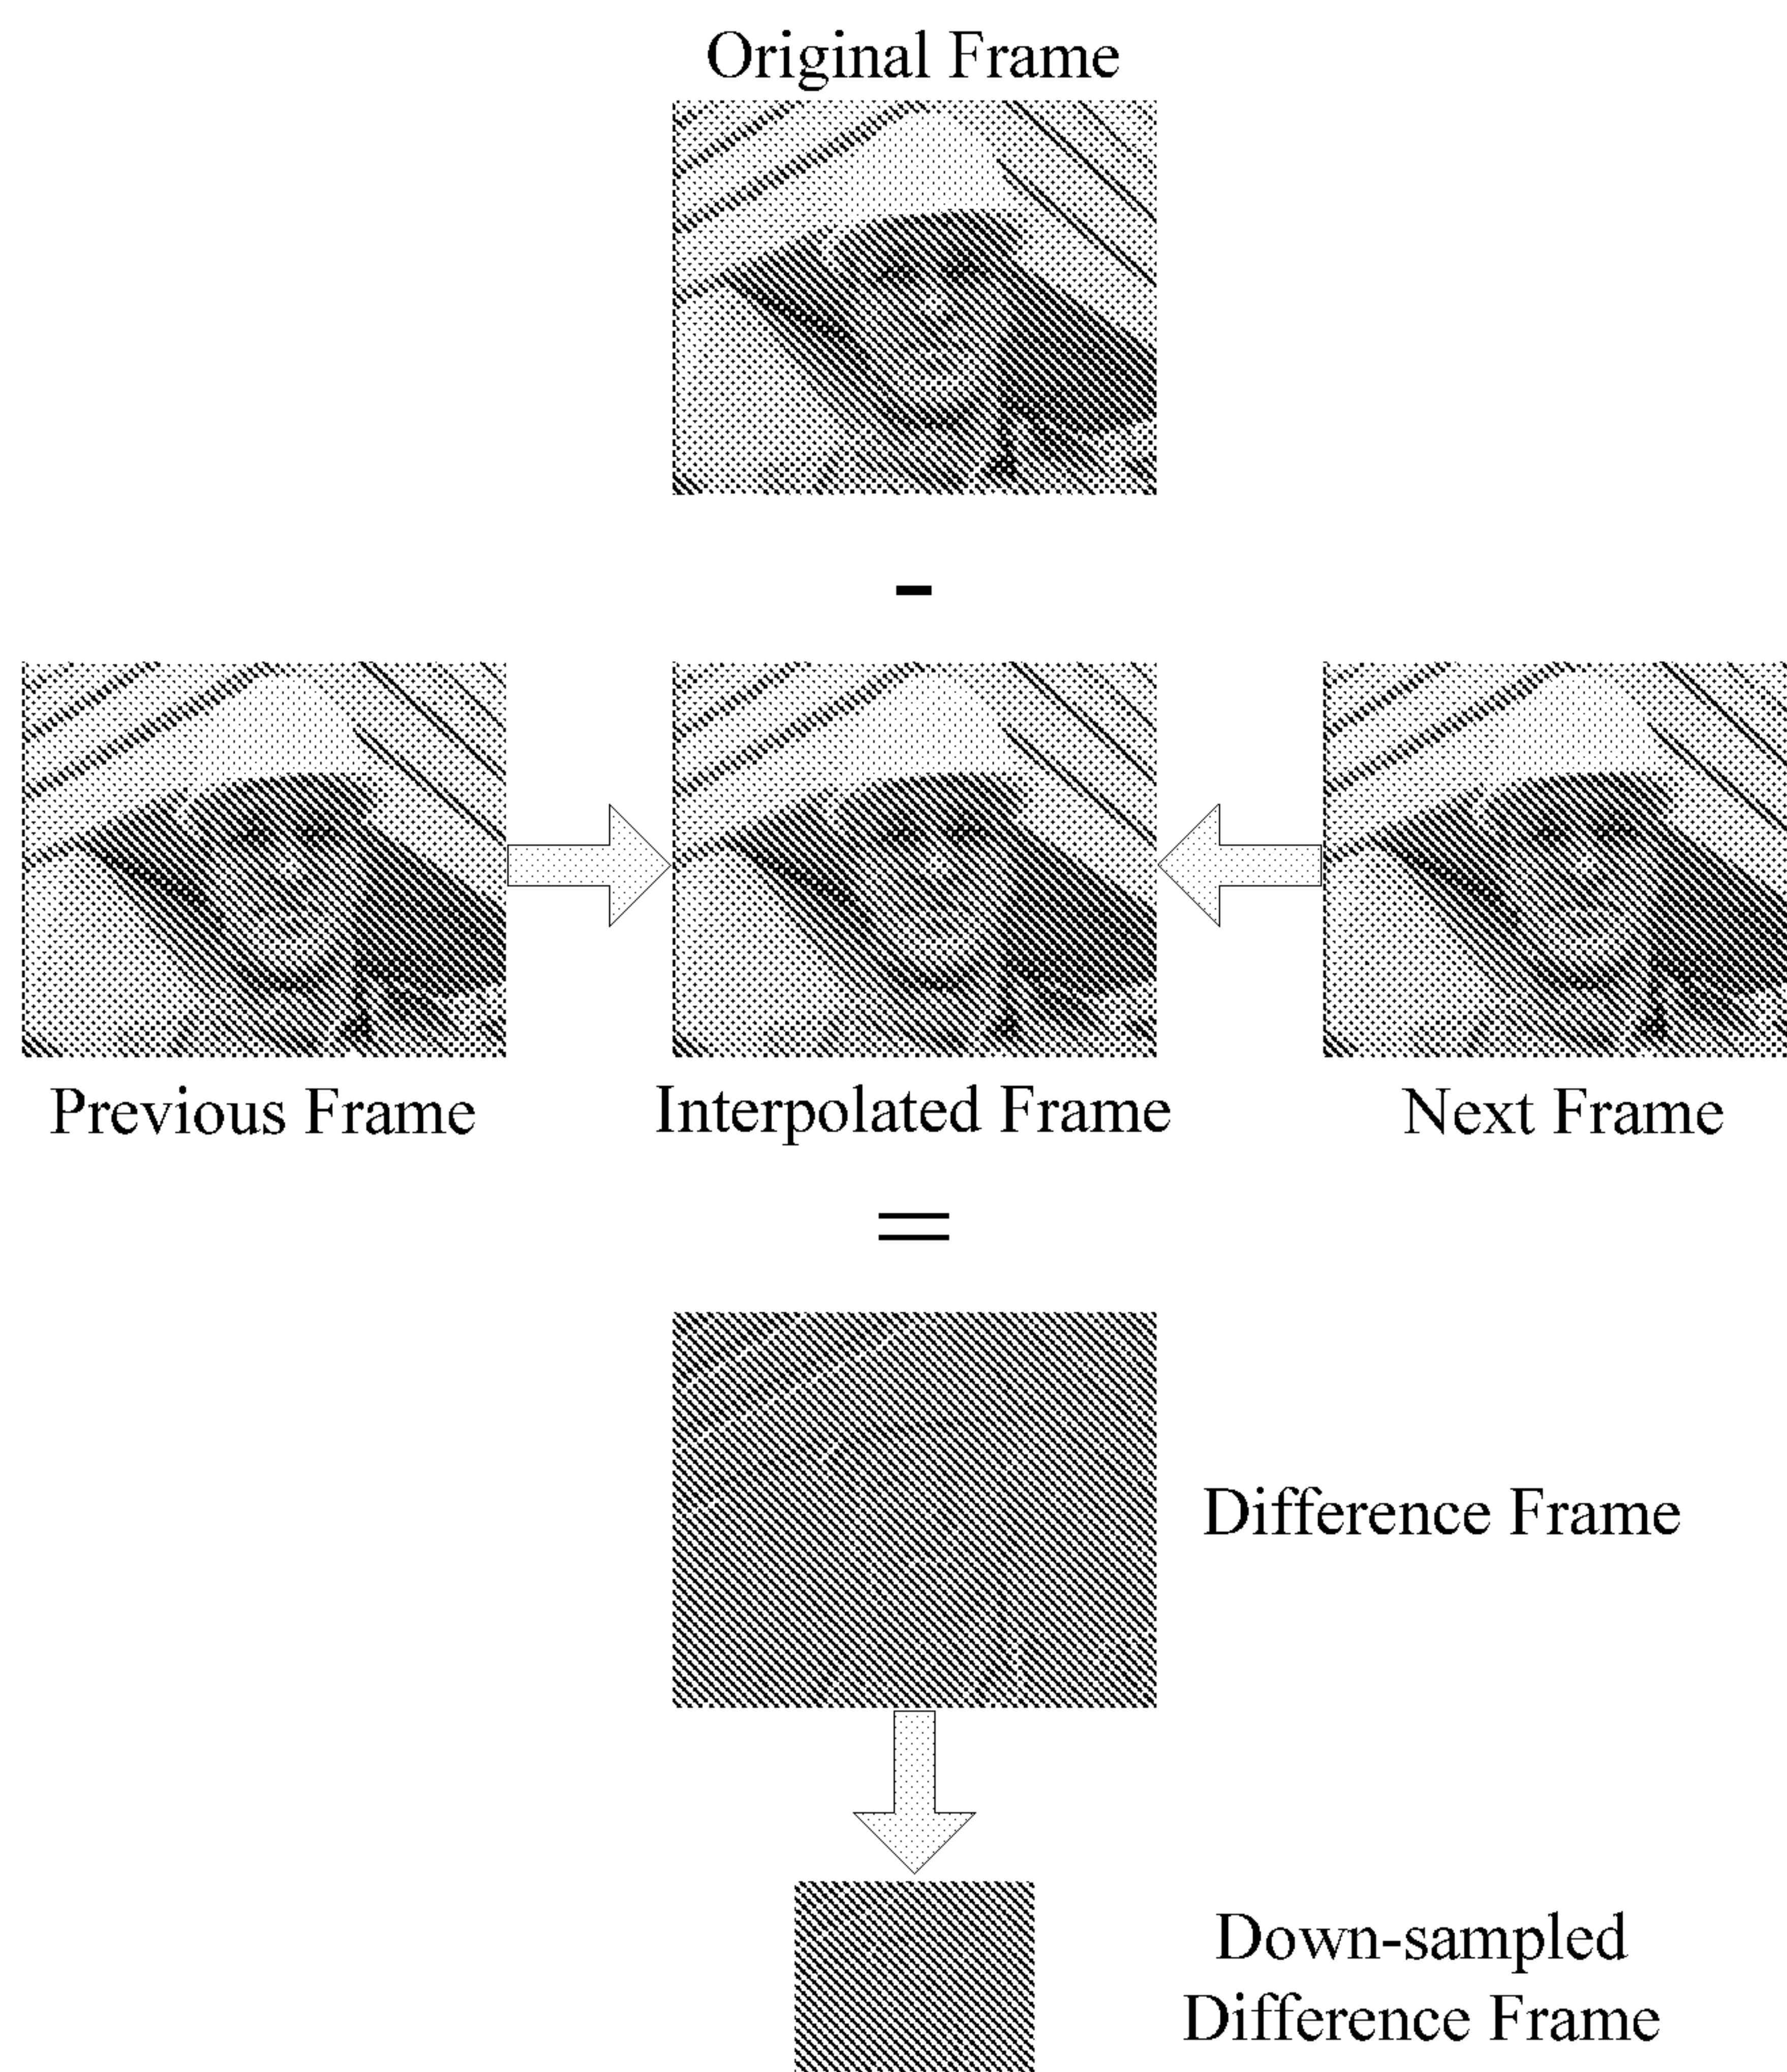 Original Frame
-
Previous Frame
Interpolated Frame
Next Frame
=
Difference Frame
Down-sampled
Difference Frame